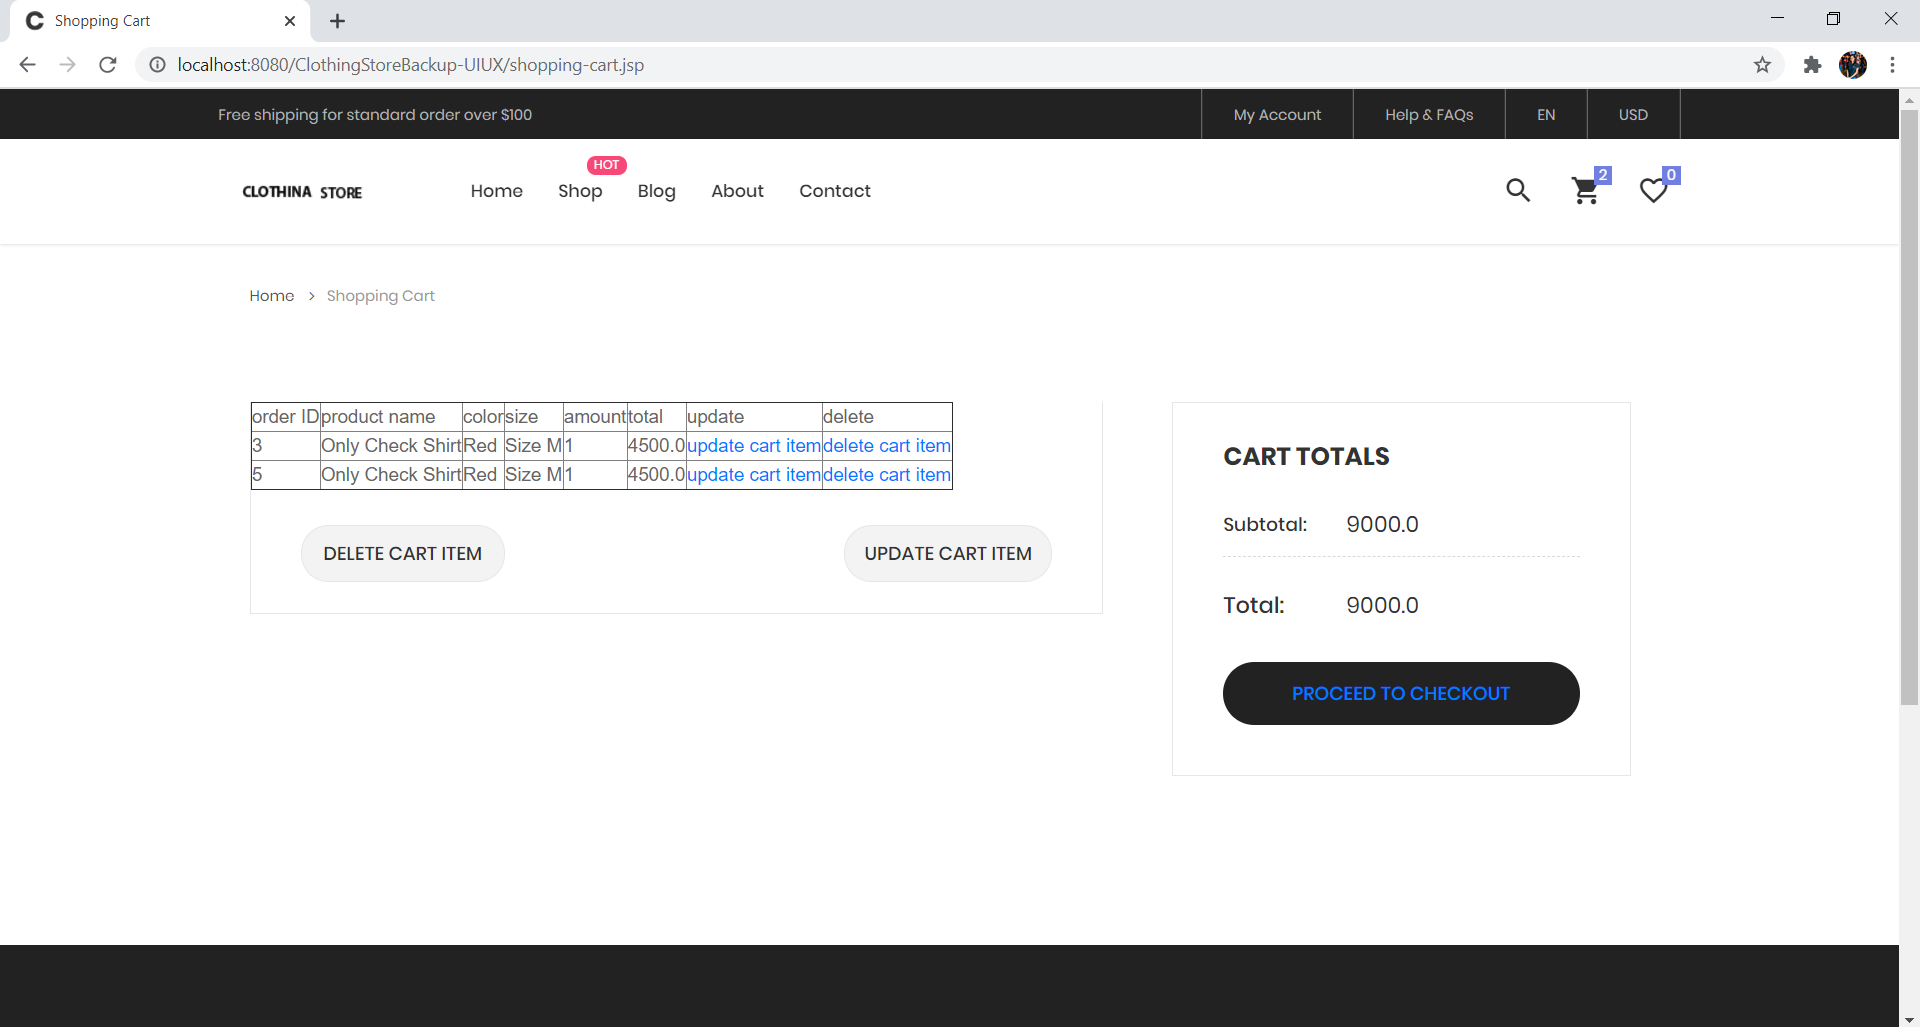 Shopping Cart
localhost:8080/ClothingStoreBackup-UIUX/shopping-cart.jsp
Free shipping for standard order over $100 My Account Help & FAQs EN USD
HOT
CLOTHINA STORE Home Shop Blog About Contact 2 0
Home > Shopping Cart
order ID product name color size amount total update delete
3 Only Check Shirt Red Size M 1 4500.0 update cart item delete cart item
5 Only Check Shirt Red Size M 1 4500.0 update cart item delete cart item
DELETE CART ITEM UPDATE CART ITEM
CART TOTALS
Subtotal: 9000.0
Total: 9000.0
PROCEED TO CHECKOUT